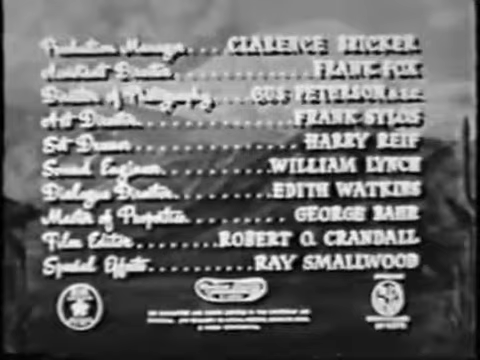 Production Manager....CLARENCE BRICKER
Assistant Director..............FRANK FOX
Director of Photography....GUS PETERSON A.S.C.
Art Director................FRANK SYLOS
Set Dresser................HARRY REIF
Sound Engineer...........WILLIAM LYNCH
Dialogue Director..........EDITH WATKINS
Master of Properties..........GEORGE BAHR
Film Editor........ROBERT O. CRANDALL
Special Effects..........RAY SMALLWOOD